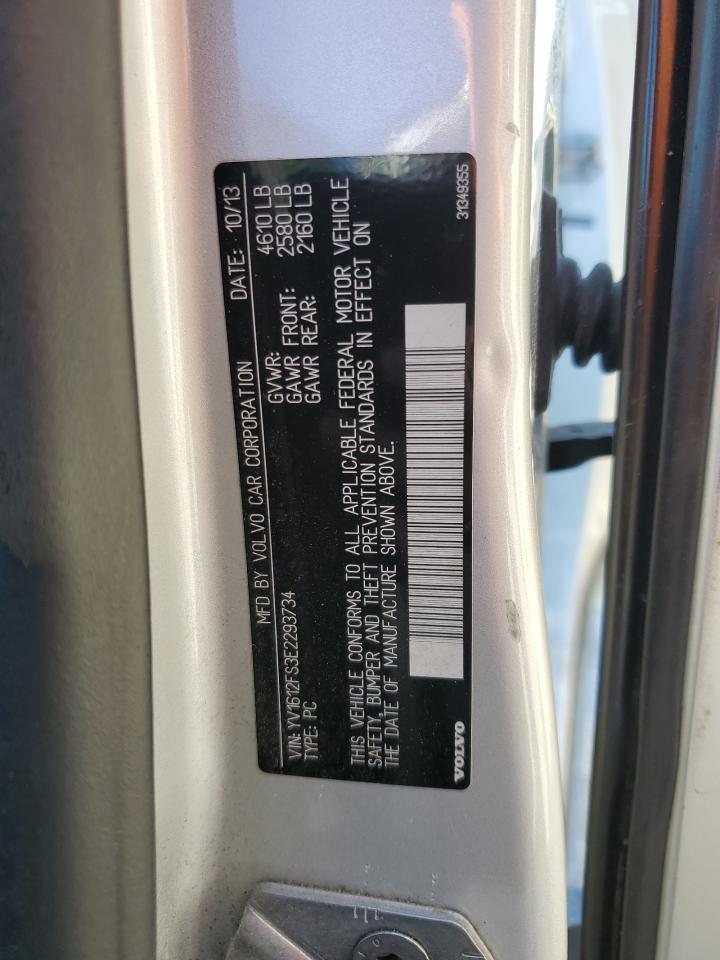 MFD BY VOLVO CAR CORPORATION DATE: 10/13
GVWR: 4610 LB
GAWR FRONT: 2580 LB
GAWR REAR: 2160 LB
VIN: YV1612FS3E2293734
TYPE: PC
THIS VEHICLE CONFORMS TO ALL APPLICABLE FEDERAL MOTOR VEHICLE
SAFETY, BUMPER AND THEFT PREVENTION STANDARDS IN EFFECT ON
THE DATE OF MANUFACTURE SHOWN ABOVE.
VOLVO 31349355